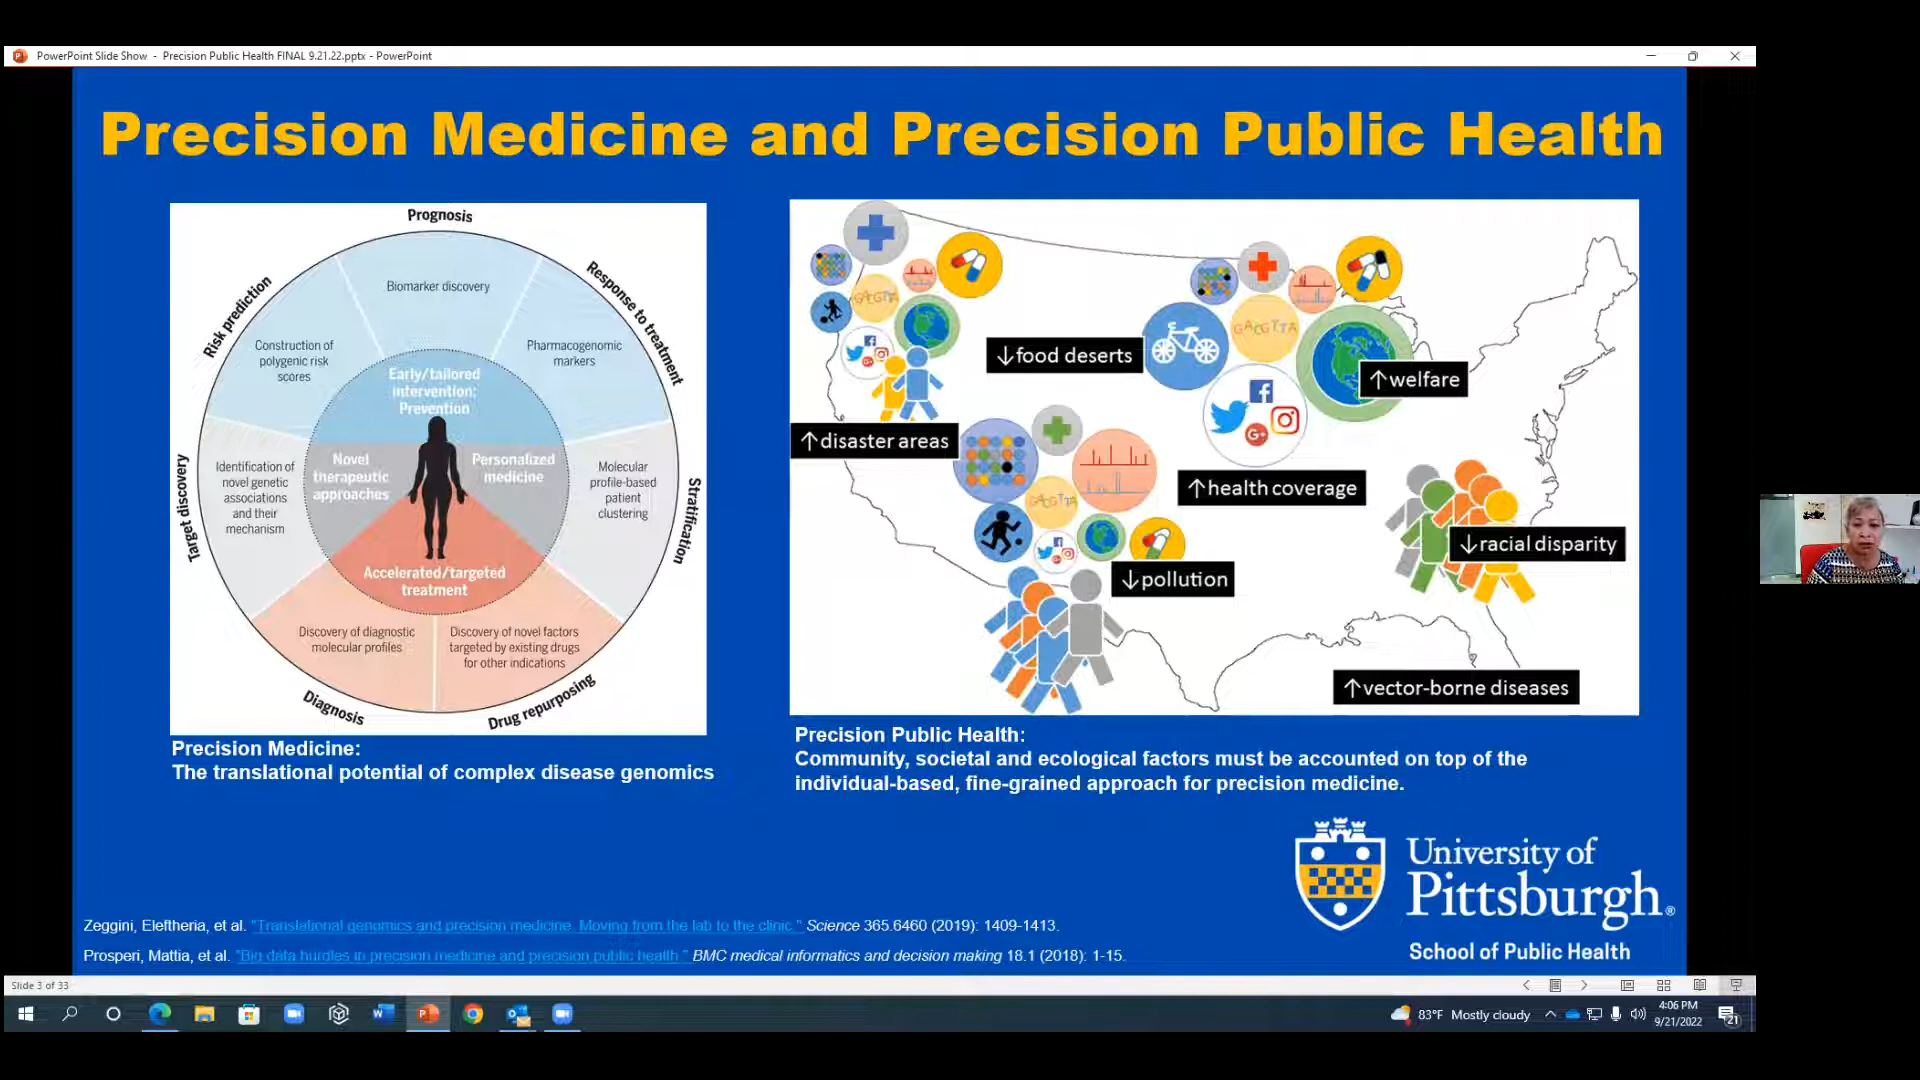 PowerPoint Slide Show - Precision Public Health FINAL 9.21.22.pptx - PowerPoint
Precision Medicine and Precision Public Health
Prognosis
Risk prediction
Response to treatment
Target discovery
Stratification
Diagnosis
Drug repurposing
Biomarker discovery
Construction of
polygenic risk
scores
Pharmacogenomic
markers
Early/tailored
intervention:
Prevention
Identification of
novel genetic
associations
and their
mechanism
Novel
therapeutic
approaches
Personalized
medicine
Molecular
profile-based
patient
clustering
Accelerated/targeted
treatment
Discovery of diagnostic
molecular profiles
Discovery of novel factors
targeted by existing drugs
for other indications
GACGTTA
GACGTTA
GACGTTA
↓food deserts
↑welfare
↑disaster areas
↑health coverage
↓racial disparity
↓pollution
↑vector-borne diseases
Precision Medicine:
The translational potential of complex disease genomics
Precision Public Health:
Community, societal and ecological factors must be accounted on top of the
individual-based, fine-grained approach for precision medicine.
University of
Pittsburgh®
School of Public Health
Zeggini, Eleftheria, et al. "Translational genomics and precision medicine: Moving from the lab to the clinic." Science 365.6460 (2019): 1409-1413.
Prosperi, Mattia, et al. "Big data hurdles in precision medicine and precision public health." BMC medical informatics and decision making 18.1 (2018): 1-15.
Slide 3 of 33
83°F Mostly cloudy
4:06 PM
9/21/2022
21